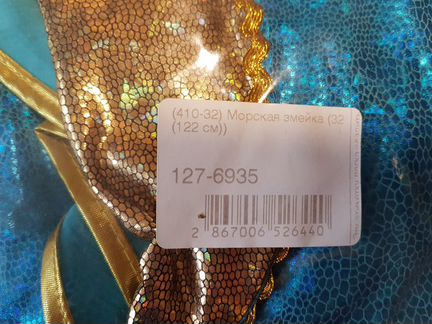 (410-32) Морская змейка (32
(122 см))
127-6935
2 867006 526440